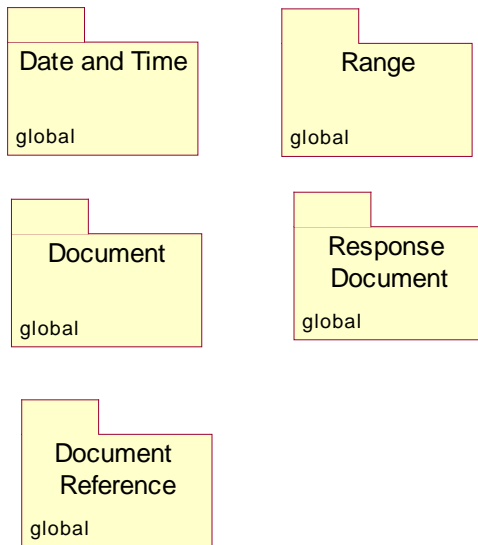 Date and Time
global
Range
global
Document
global
Response
Document
global
Document
Reference
global